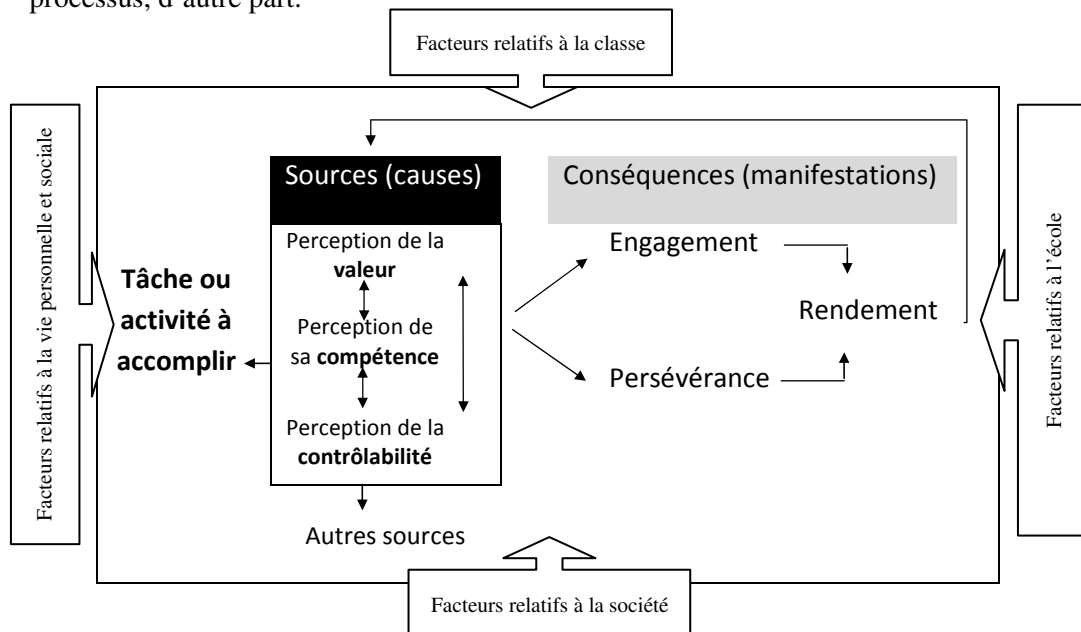 processus, d'autre part.
Facteurs relatifs à la classe
Facteurs relatifs à la vie personnelle et sociale
Sources (causes)
Conséquences (manifestations)
Perception de la
valeur
Perception de
sa compétence
Perception de la
contrôlabilité
Tâche ou
activité à
accomplir
Engagement
Rendement
Persévérance
Autres sources
Facteurs relatifs à l'école
Facteurs relatifs à la société